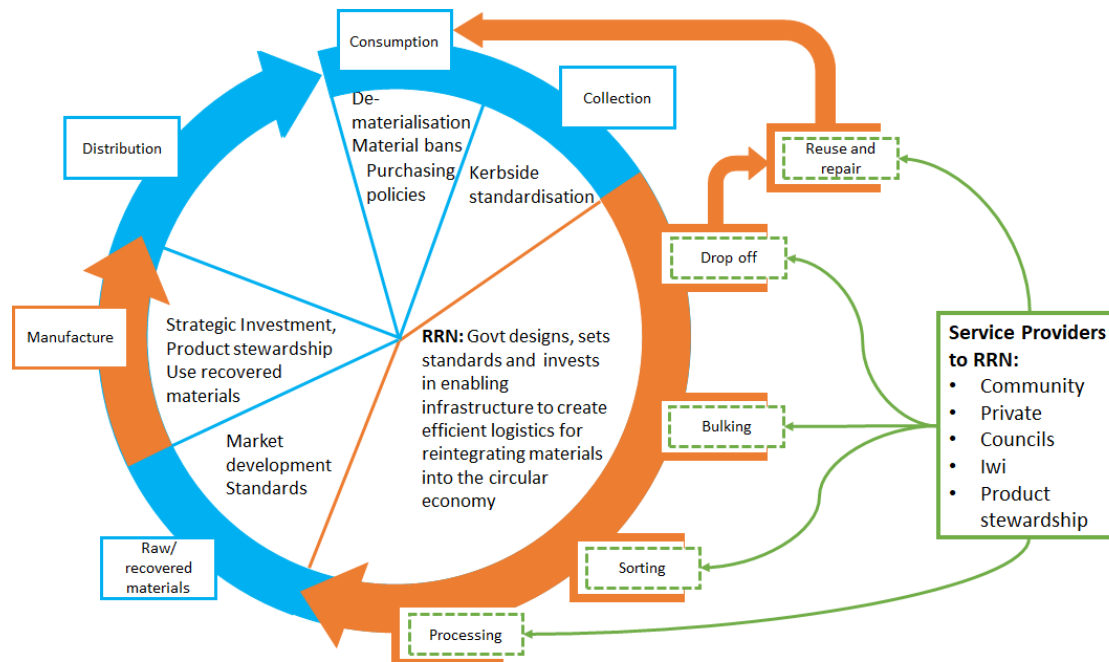 Consumption
Collection
Distribution
De-
materialisation
Material bans
Purchasing
policies
Kerbside
standardisation
Reuse and
repair
Drop off
Manufacture
Strategic Investment,
Product stewardship
Use recovered
materials
RRN: Govt designs, sets
standards and invests
in enabling
infrastructure to create
efficient logistics for
reintegrating materials
into the circular
economy
Service Providers
to RRN:
• Community
• Private
• Councils
• Iwi
• Product
stewardship
Bulking
Market
development
Standards
Raw/
recovered
materials
Sorting
Processing